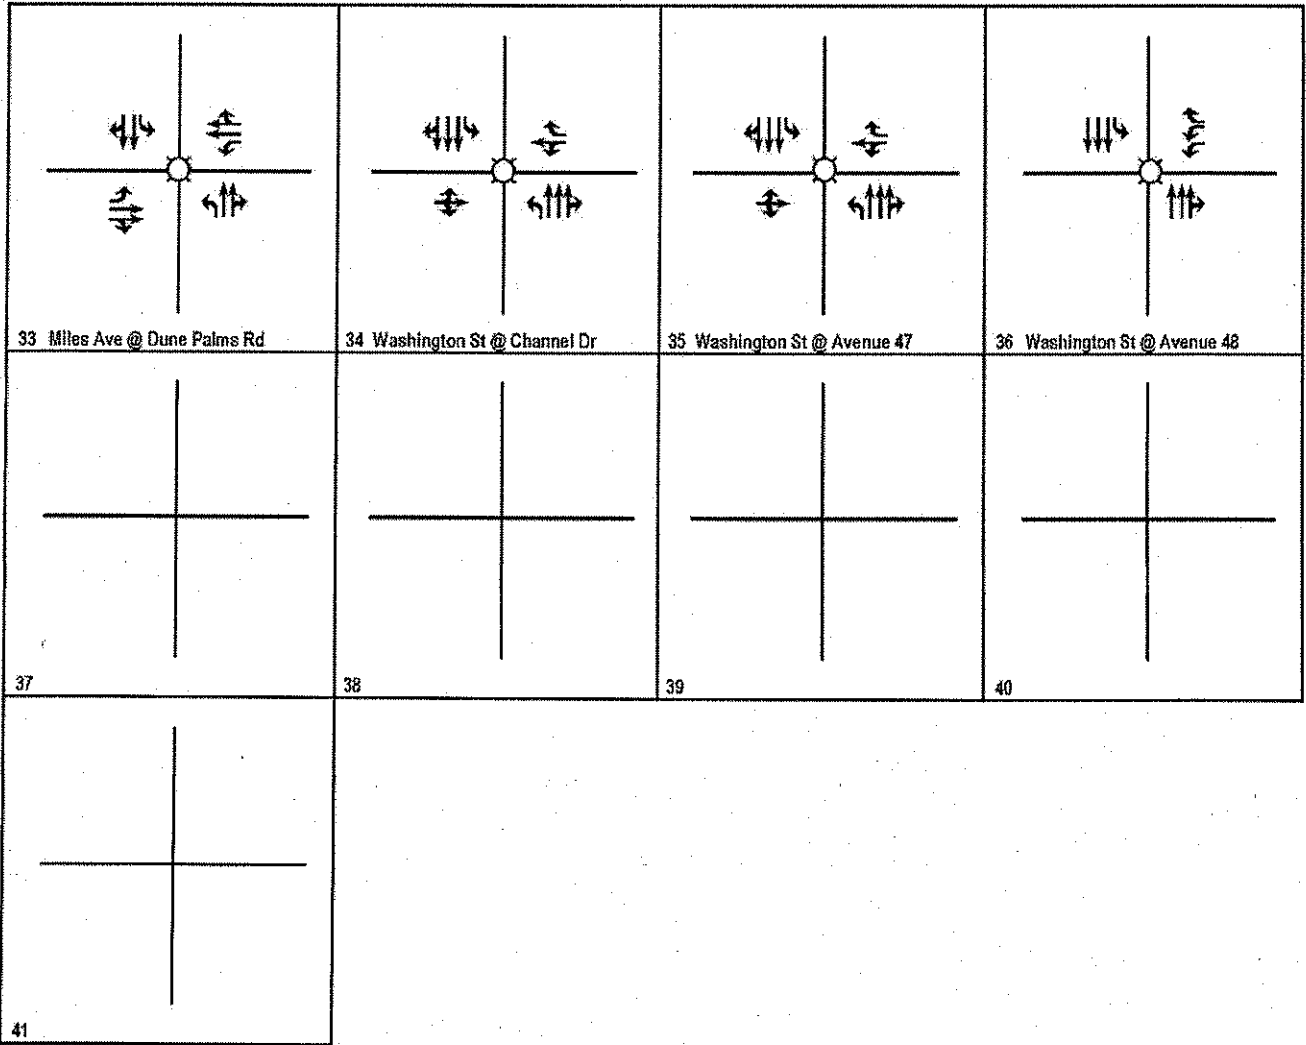 33 Miles Ave @ Dune Palms Rd
34 Washington St @ Channel Dr
35 Washington St @ Avenue 47
36 Washington St @ Avenue 48
37
38
39
40
41